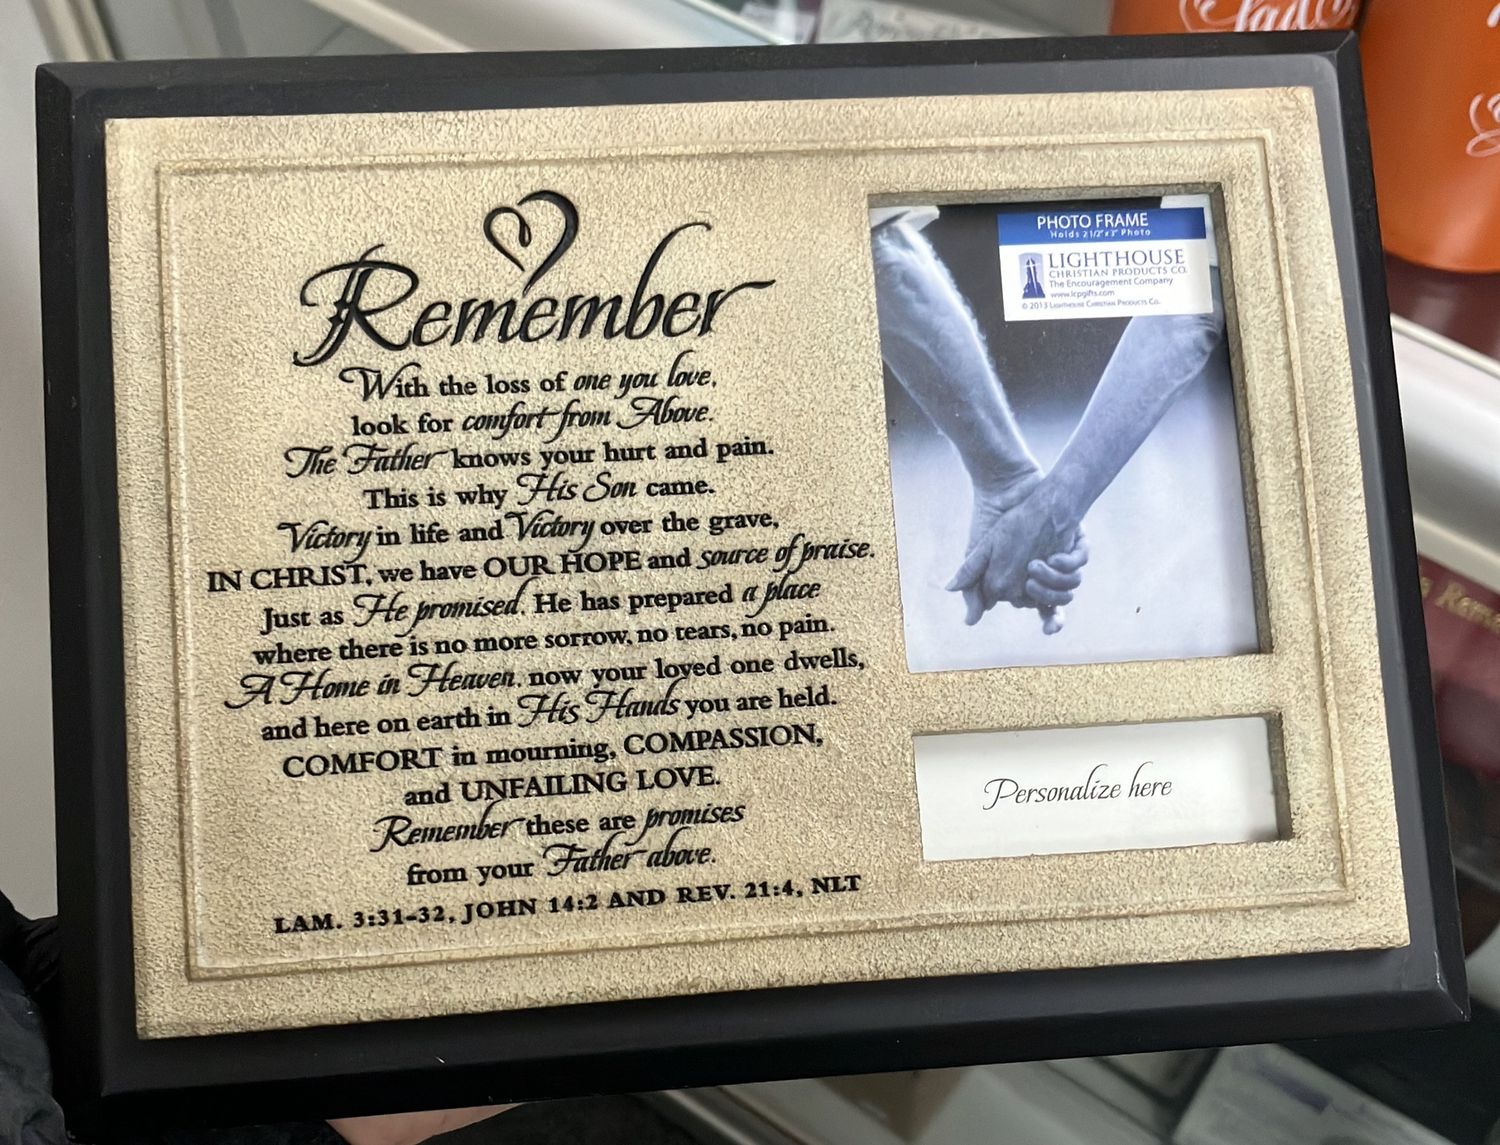 Remember
With the loss of one you love,
look for comfort from Above.
The Father knows your hurt and pain.
This is why His Son came.
Victory in life and Victory over the grave,
IN CHRIST, we have OUR HOPE and source of praise.
Just as He promised. He has prepared a place
where there is no more sorrow, no tears, no pain.
A Home in Heaven, now your loved one dwells,
and here on earth in His Hands you are held.
COMFORT in mourning, COMPASSION,
and UNFAILING LOVE.
Remember these are promises
from your Father above.
LAM. 3:31-32, JOHN 14:2 AND REV. 21:4, NLT
PHOTO FRAME
Holds 2 1/2" x 3" Photo
LIGHTHOUSE
CHRISTIAN PRODUCTS CO.
The Encouragement Company
www.lcpgifts.com
© 2013 Lighthouse Christian Products Co.
Personalize here